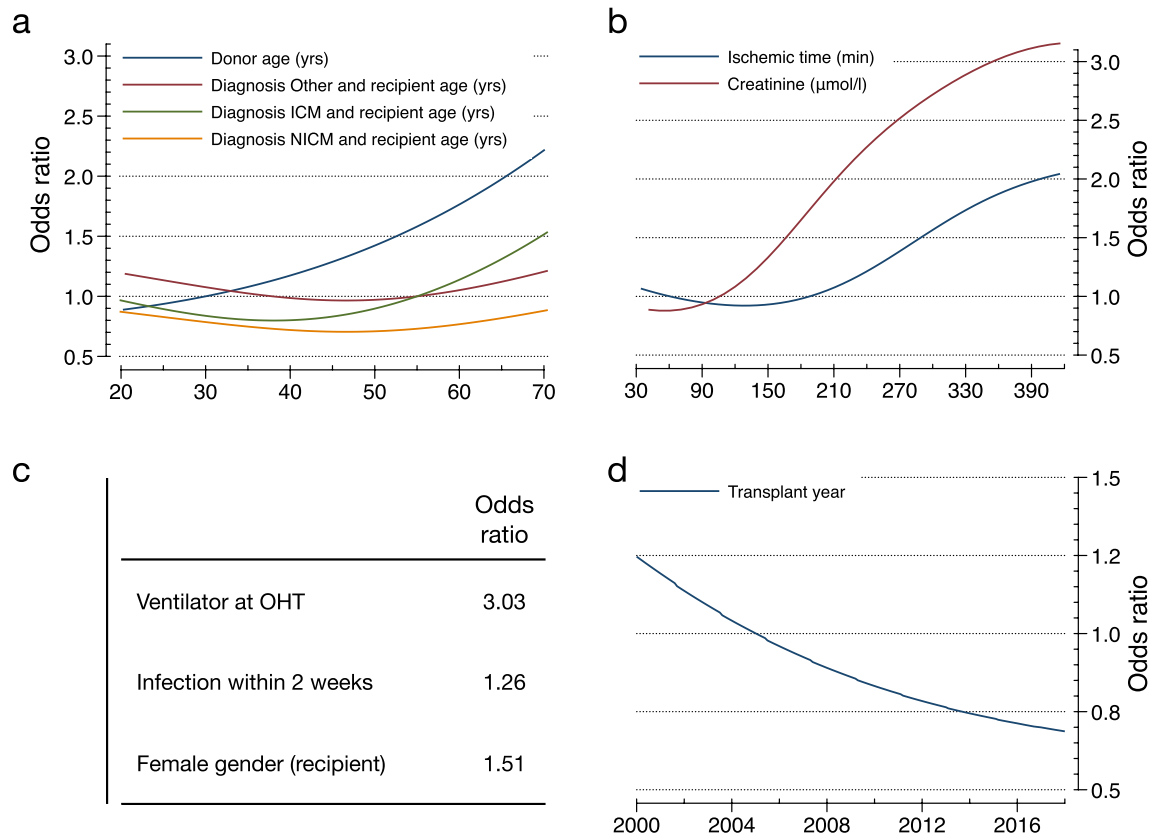 a
3.0
2.5
2.0
1.5
1.0
0.5
Odds ratio
Donor age (yrs)
Diagnosis Other and recipient age (yrs)
Diagnosis ICM and recipient age (yrs)
Diagnosis NICM and recipient age (yrs)
20 30 40 50 60 70
b
Ischemic time (min)
Creatinine (μmol/l)
3.0
2.5
2.0
1.5
1.0
0.5
Odds ratio
30 90 150 210 270 330 390
c
Odds
ratio
Ventilator at OHT 3.03
Infection within 2 weeks 1.26
Female gender (recipient) 1.51
d
Transplant year
1.5
1.2
1.0
0.8
0.5
Odds ratio
2000 2004 2008 2012 2016